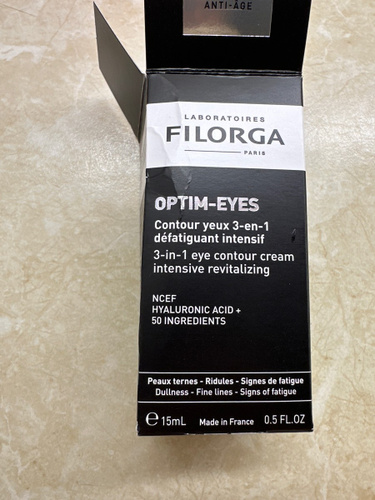 ANTI-ÂGE
LABORATOIRES
FILORGA
PARIS
OPTIM-EYES
Contour yeux 3-en-1
défatiguant intensif
3-in-1 eye contour cream
intensive revitalizing
NCEF
HYALURONIC ACID +
50 INGREDIENTS
Peaux ternes - Ridules - Signes de fatigue
Dullness - Fine lines - Signs of fatigue
℮ 15mL Made in France 0.5 FL.OZ